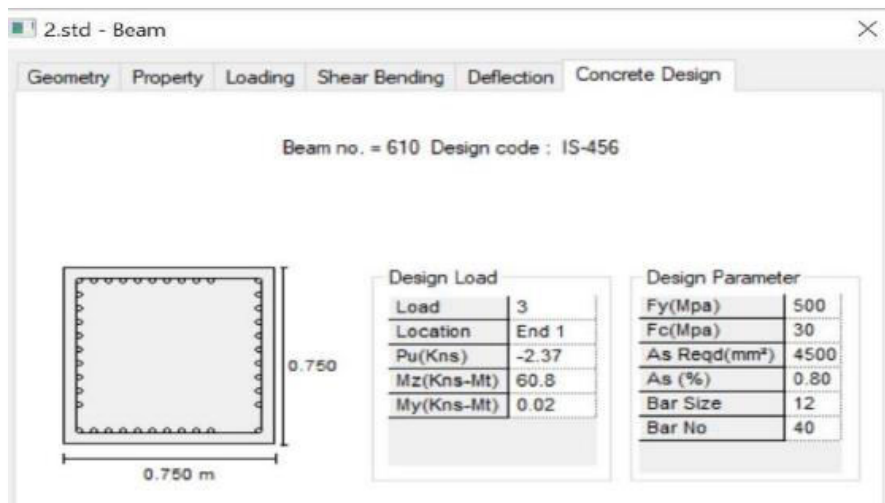 2.std - Beam
Geometry Property Loading Shear Bending Deflection Concrete Design
Beam no. = 610 Design code : IS-456
0.750
0.750 m
Design Load
Load 3
Location End 1
Pu(Kns) -2.37
Mz(Kns-Mt) 60.8
My(Kns-Mt) 0.02
Design Parameter
Fy(Mpa) 500
Fc(Mpa) 30
As Reqd(mm²) 4500
As (%) 0.80
Bar Size 12
Bar No 40